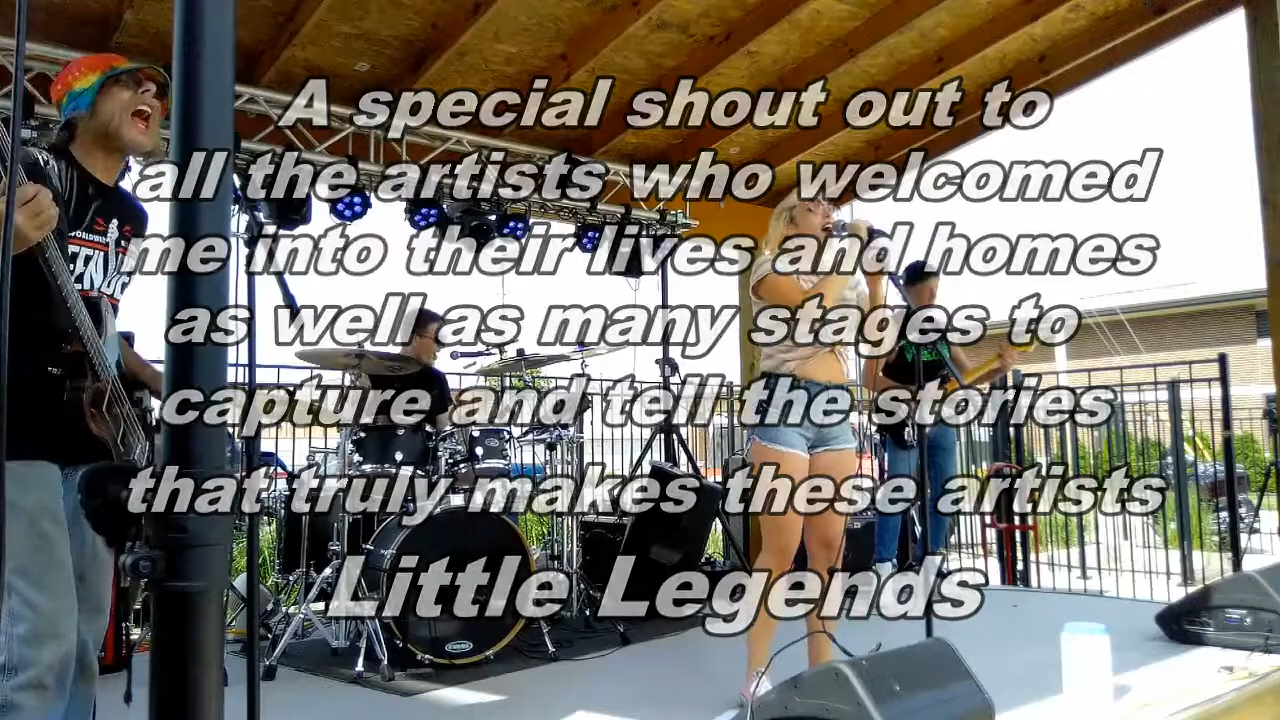 A special shout out to
all the artists who welcomed
me into their lives and homes
as well as many stages to
capture and tell the stories
that truly makes these artists
Little Legends
EVANS